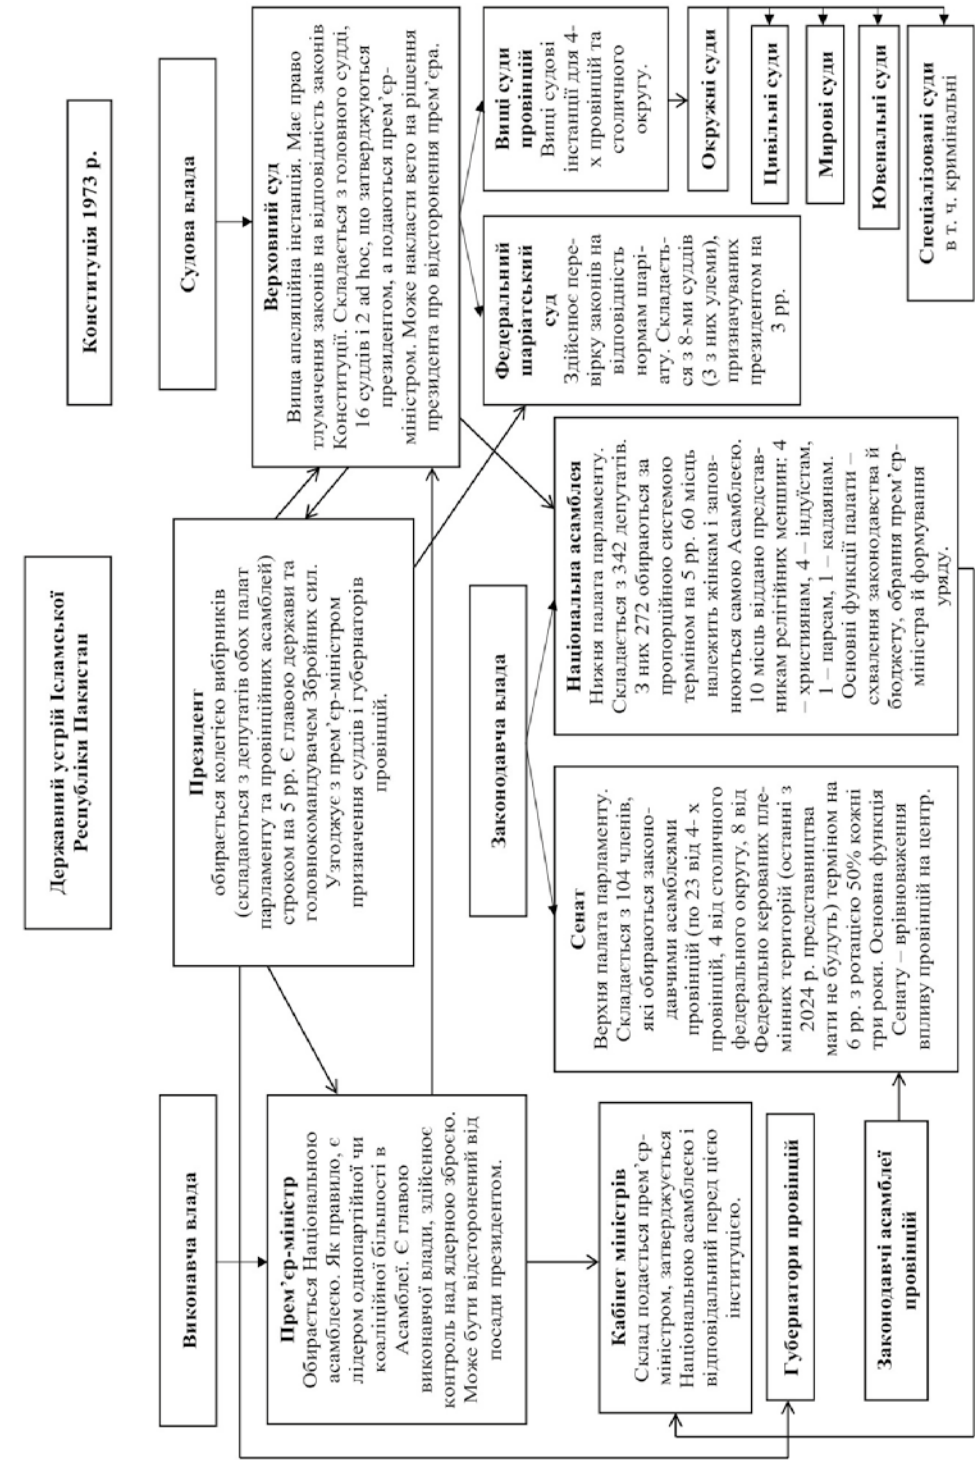 Державний устрій Ісламської
Республіки Пакистан
Конституція 1973 р.
Виконавча влада
Судова влада
Президент
обирається колегією вибірників
(складаються з депутатів обох палат
парламенту та провінційних асамблей)
строком на 5 рр. Є главою держави та
головнокомандувачем Збройних сил.
Узгоджує з прем’єр-міністром
призначення суддів і губернаторів
провінцій.
Прем’єр-міністр
Обирається Національною
асамблеєю. Як правило, є
лідером однопартійної чи
коаліційної більшості в
Асамблеї. Є главою
виконавчої влади, здійснює
контроль над ядерною зброєю.
Може бути відсторонений від
посади президентом.
Верховний суд
Вища апеляційна інстанція. Має право
тлумачення законів на відповідність законів
Конституції. Складається з головного судді,
16 суддів і 2 ad hoc, що затверджуються
президентом, а подаються прем’єр-
міністром. Може накласти вето на рішення
президента про відсторонення прем’єра.
Законодавча влада
Федеральний
шаріатський
суд
Здійснює пере-
вірку законів на
відповідність
нормам шарі-
ату. Складаєть-
ся з 8-ми суддів
(3 з них улеми),
призначуваних
президентом на
3 рр.
Вищі суди
провінцій
Вищі судові
інстанції для 4-
х провінцій та
столичного
округу.
Сенат
Верхня палата парламенту.
Складається з 104 членів,
які обираються законо-
давчими асамблеями
провінцій (по 23 від 4- х
провінцій, 4 від столичного
федерального округу, 8 від
Федерально керованих пле-
мінних територій (останні з
2024 р. представництва
мати не будуть) терміном на
6 рр. з ротацією 50% кожні
три роки. Основна функція
Сенату – врівноваження
впливу провінцій на центр.
Національна асамблея
Нижня палата парламенту.
Складається з 342 депутатів.
З них 272 обираються за
пропорційною системою
терміном на 5 рр. 60 місць
належить жінкам і запов-
нюються самою Асамблеєю.
10 місць віддано представ-
никам релігійних меншин: 4
– християнам, 4 – індуїстам,
1 – парсам, 1 – кадаянам.
Основні функції палати –
схвалення законодавства й
бюджету, обрання прем’єр-
міністра й формування
уряду.
Кабінет міністрів
Склад подається прем’єр-
міністром, затверджується
Національною асамблеєю і
відповідальний перед цією
інституцією.
Окружні суди
Цивільні суди
Мирові суди
Ювенальні суди
Спеціалізовані суди
в т. ч. кримінальні
Губернатори провінцій
Законодавчі асамблеї
провінцій